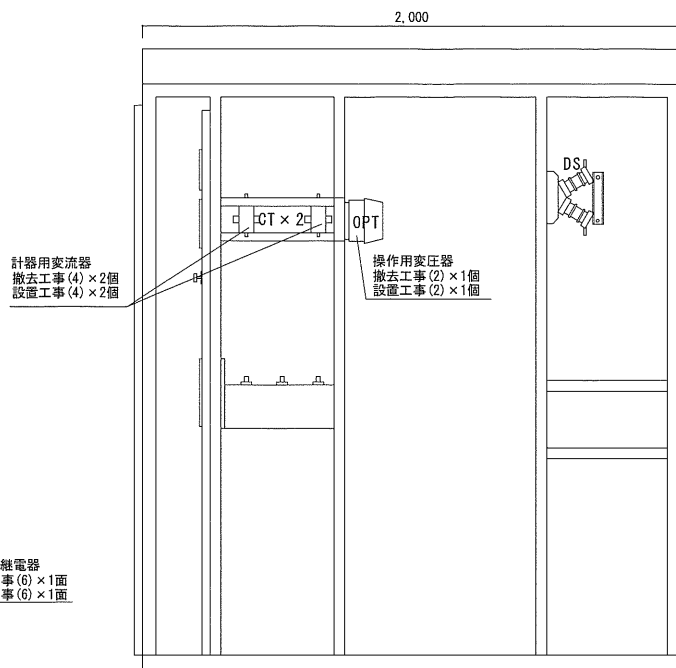 2,000
DS
CT×2
OPT
計器用変流器
撤去工事(4)×2個
設置工事(4)×2個
操作用変圧器
撤去工事(2)×1個
設置工事(2)×1個
継電器
事(6)×1面
事(6)×1面